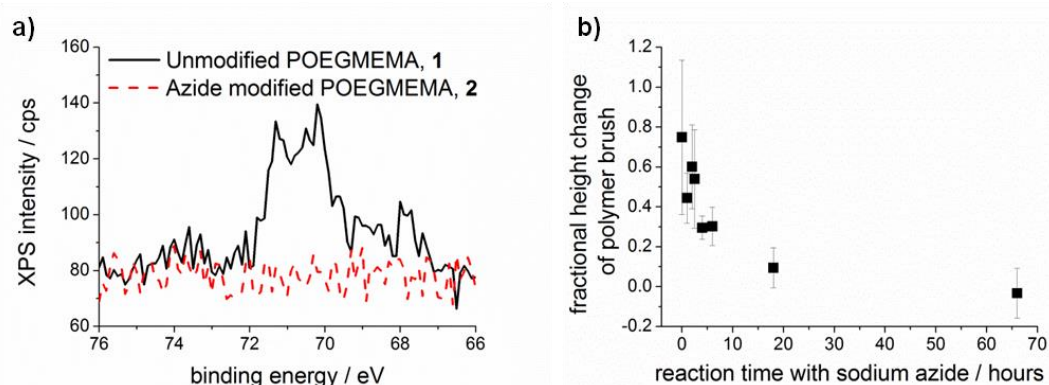 a)
160
140
120
100
80
60
XPS intensity / cps
Unmodified POEGMEMA, 1
Azide modified POEGMEMA, 2
76 74 72 70 68 66
binding energy / eV
b)
1.2
1.0
0.8
0.6
0.4
0.2
0.0
-0.2
fractional height change
of polymer brush
0 10 20 30 40 50 60 70
reaction time with sodium azide / hours